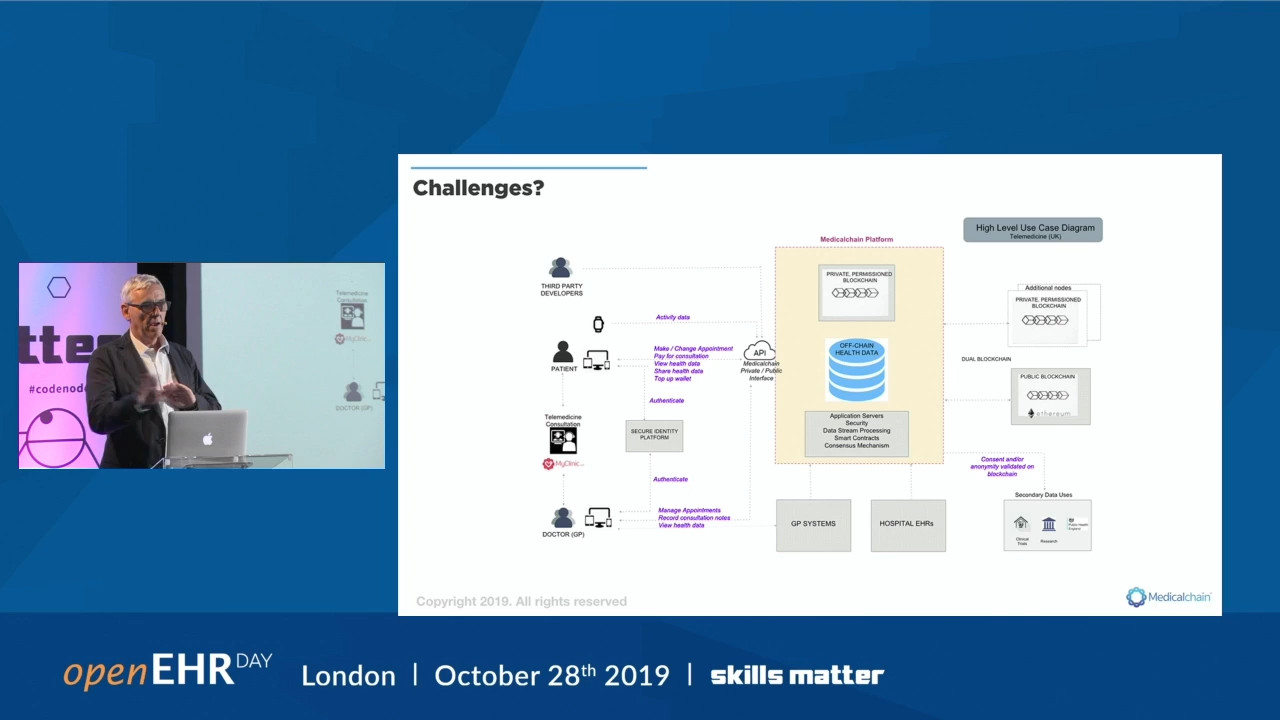 Challenges?
High Level Use Case Diagram
Telemedicine (UK)
Medicalchain Platform
THIRD PARTY
DEVELOPERS
PRIVATE, PERMISSIONED
BLOCKCHAIN
Additional nodes
PRIVATE, PERMISSIONED
BLOCKCHAIN
Activity data
Make / Change Appointment
Pay for consultation
View health data
Share health data
Top up wallet
PATIENT
API
Medicalchain
Private / Public
Interface
OFF-CHAIN
HEALTH DATA
DUAL BLOCKCHAIN
PUBLIC BLOCKCHAIN
ethereum
Authenticate
Telemedicine
Consultation
MyClinic
SECURE IDENTITY
PLATFORM
Application Servers
Security
Data Stream Processing
Smart Contracts
Consensus Mechanism
Consent and/or
anonymity validated on
blockchain
Authenticate
Manage Appointments
Record consultation notes
View health data
DOCTOR (GP)
GP SYSTEMS
HOSPITAL EHRs
Secondary Data Uses
Clinical
Trials
Research
Public Health
England
Copyright 2019. All rights reserved
Medicalchain
tte
#codenode
Telemedicine
Consultation
MyClinic
DOCTOR (GP)
openEHR DAY London | October 28th 2019 | skills matter